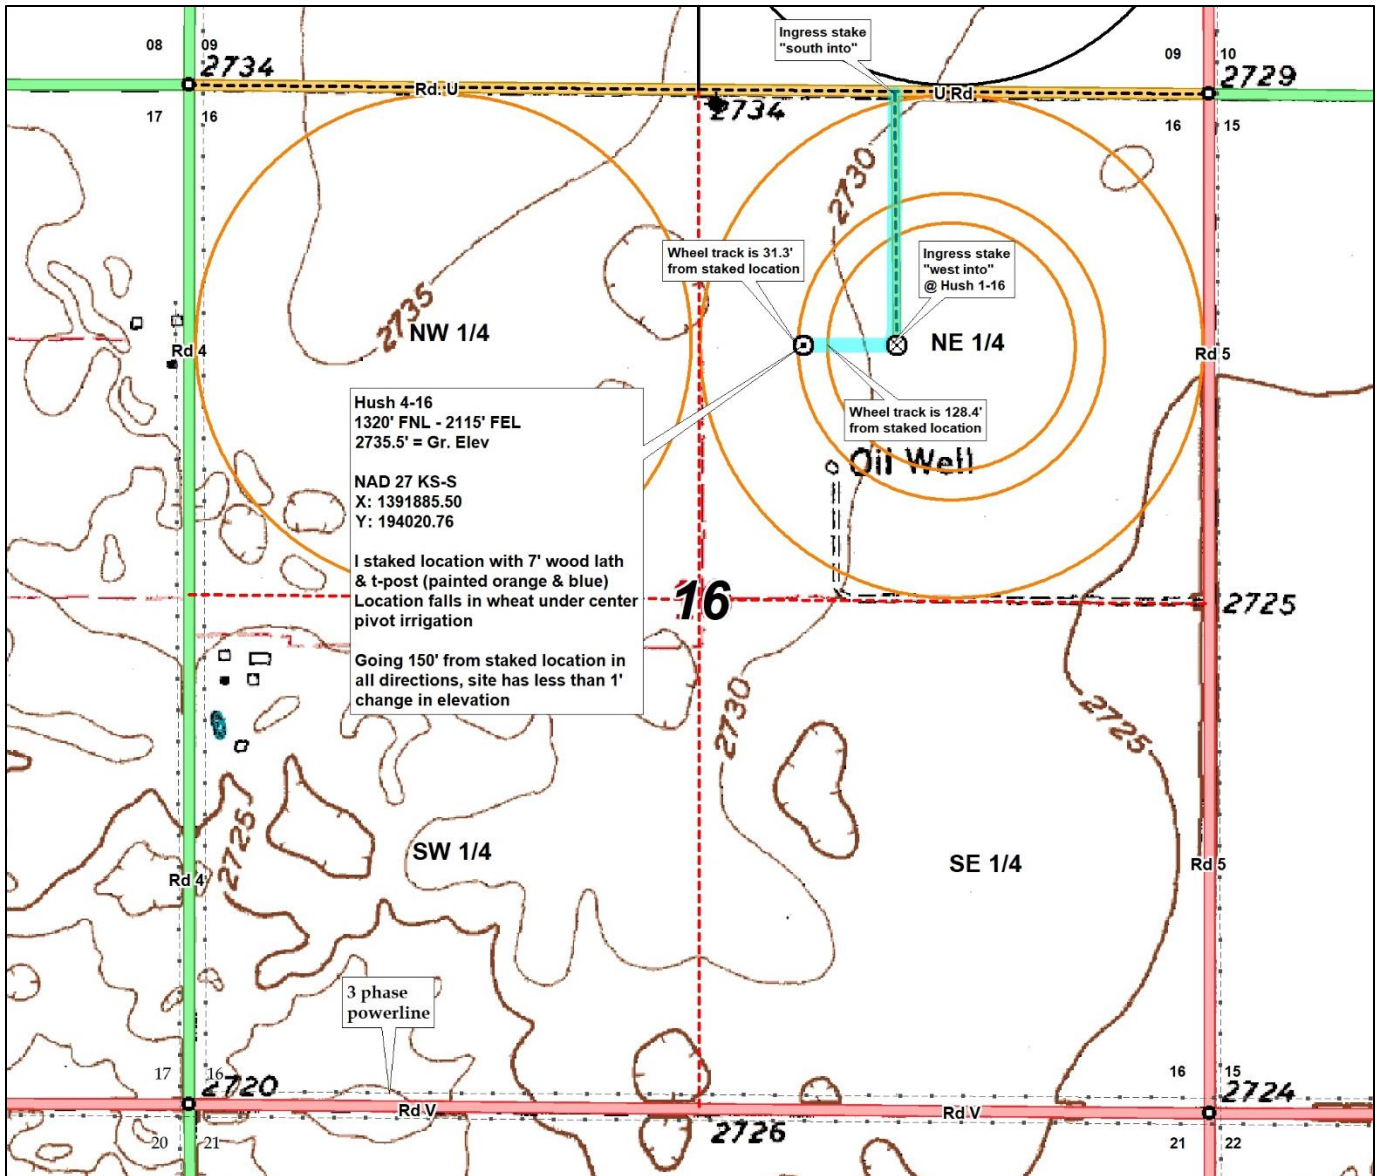 Ingress stake
"south into"
08
09
09
10
2734
2729
Rd. U
U Rd
17
16
2734
16
15
2730
Wheel track is 31.3'
from staked location
Ingress stake
"west into"
@ Hush 1-16
2735
NW 1/4
NE 1/4
Rd 4
Rd 5
Hush 4-16
1320' FNL - 2115' FEL
2735.5' = Gr. Elev
NAD 27 KS-S
X: 1391885.50
Y: 194020.76
I staked location with 7' wood lath
& t-post (painted orange & blue)
Location falls in wheat under center
pivot irrigation
Going 150' from staked location in
all directions, site has less than 1'
change in elevation
Wheel track is 128.4'
from staked location
Oil Well
16
2725
2730
2725
2725
SW 1/4
SE 1/4
Rd 4
Rd 5
3 phase
powerline
17
16
2720
16
15
2724
Rd V
Rd V
2726
20
21
21
22